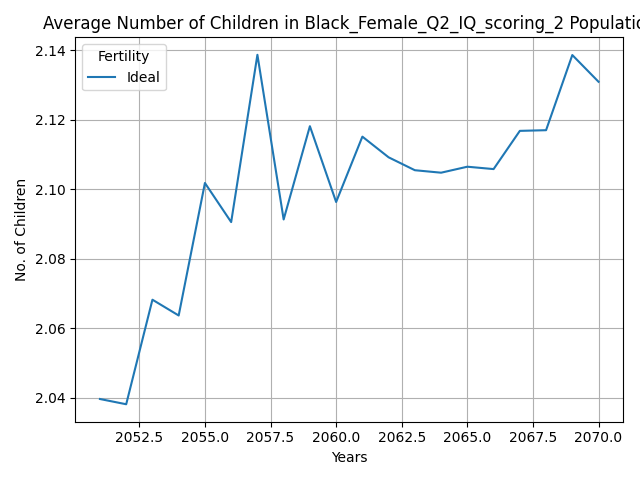 Average Number of Children in Black_Female_Q2_IQ_scoring_2 Populatio
Fertility
Ideal
No. of Children
2.14
2.12
2.10
2.08
2.06
2.04
2052.5 2055.0 2057.5 2060.0 2062.5 2065.0 2067.5 2070.0
Years